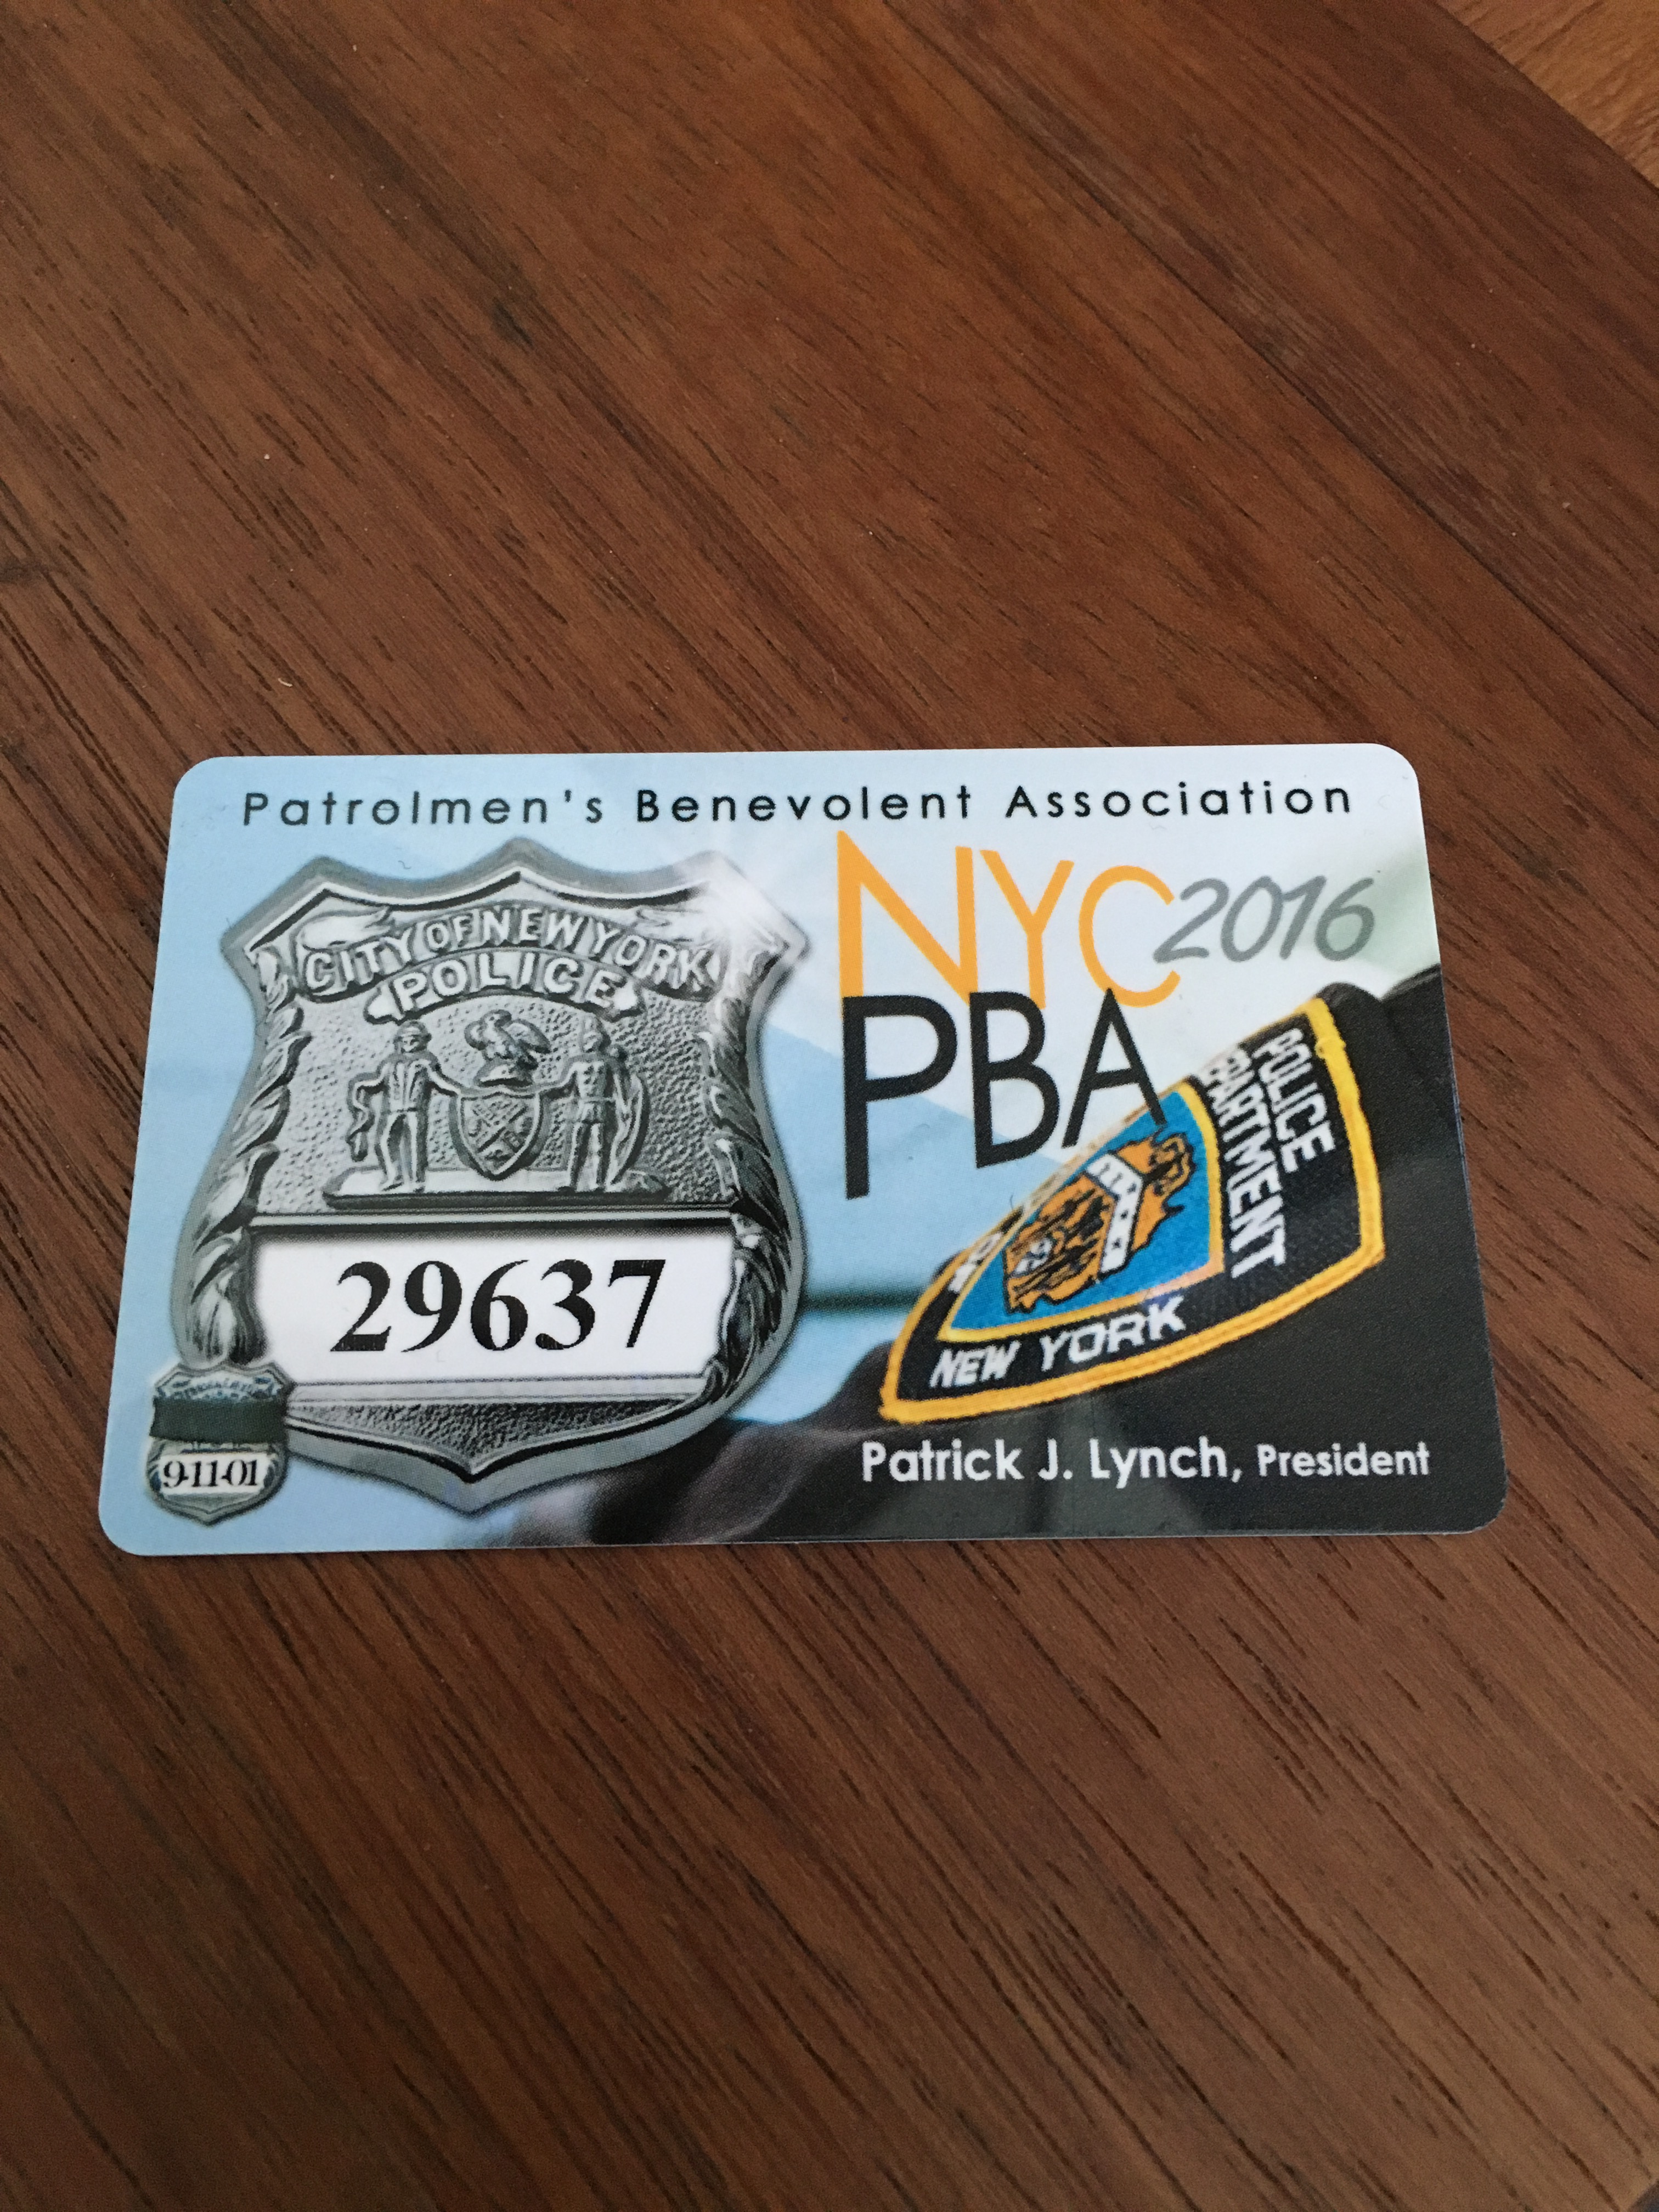 Patrolmen's Benevolent Association
NYC 2016
PBA
CITY OF NEW YORK
POLICE
29637
9-11-01
POLICE
PARTMENT
NEW YORK
Patrick J. Lynch, President